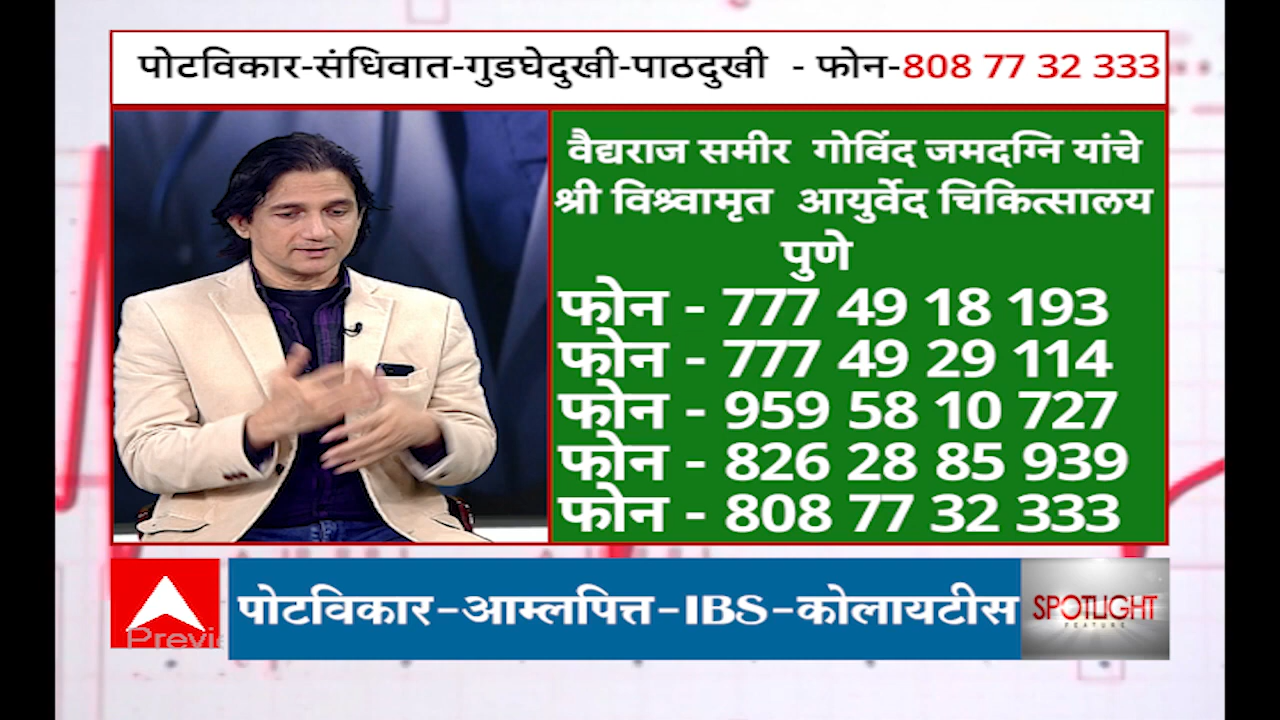 पोटविकार-संधिवात-गुडघेदुखी-पाठदुखी - फोन-808 77 32 333
वैद्यराज समीर गोविंद जमदग्नि यांचे
श्री विश्र्वामृत आयुर्वेद चिकित्सालय
पुणे
फोन - 777 49 18 193
फोन - 777 49 29 114
फोन - 959 58 10 727
फोन - 826 28 85 939
फोन - 808 77 32 333
पोटविकार-आम्लपित्त-IBS-कोलायटीस
SPOTLIGHT
FEATURE